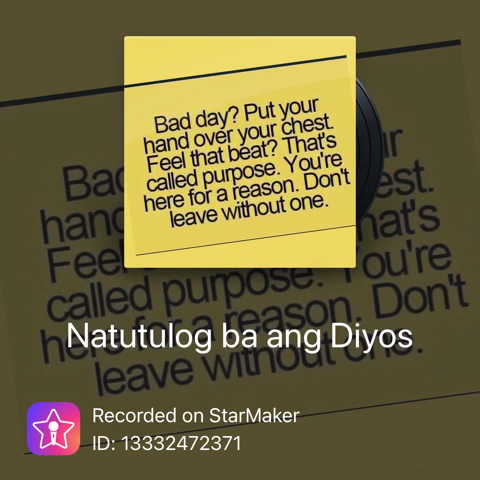 Bad day? Put your
hand over your chest.
Feel that beat? That's
called purpose. You're
here for a reason. Don't
leave without one.
Natutulog ba ang Diyos
Recorded on StarMaker
ID: 13332472371